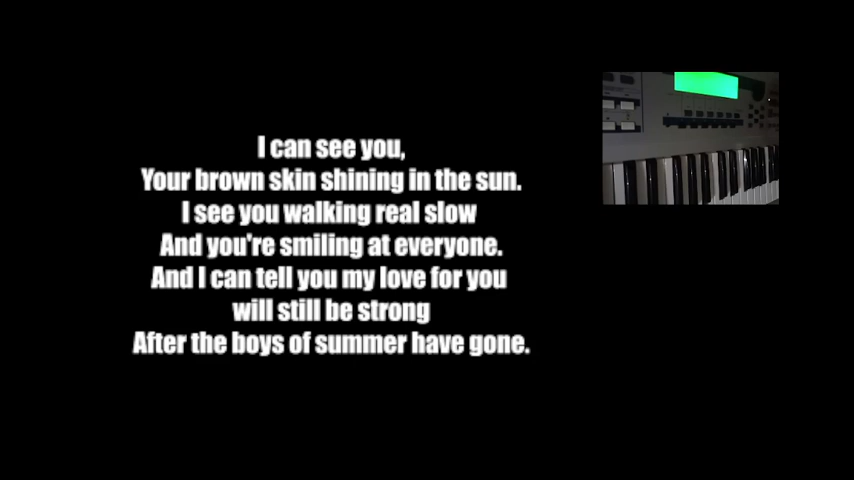 I can see you,
Your brown skin shining in the sun.
I see you walking real slow
And you're smiling at everyone.
And I can tell you my love for you
will still be strong
After the boys of summer have gone.